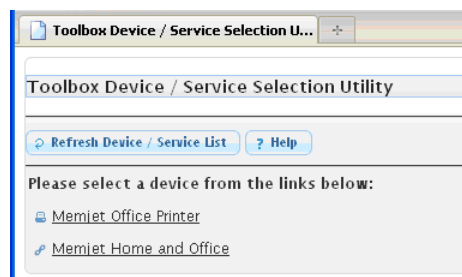 Toolbox Device / Service Selection U...
Toolbox Device / Service Selection Utility
Refresh Device / Service List ? Help
Please select a device from the links below:
Memjet Office Printer
Memjet Home and Office